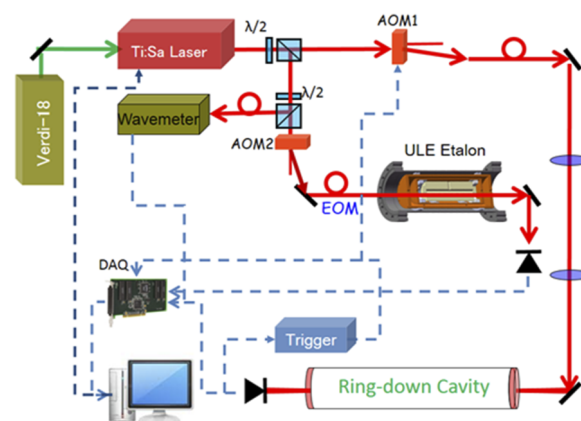 Verdi-18
Ti:Sa Laser
λ/2
AOM1
Wavemeter
λ/2
AOM2
EOM
ULE Etalon
DAQ
Trigger
Ring-down Cavity